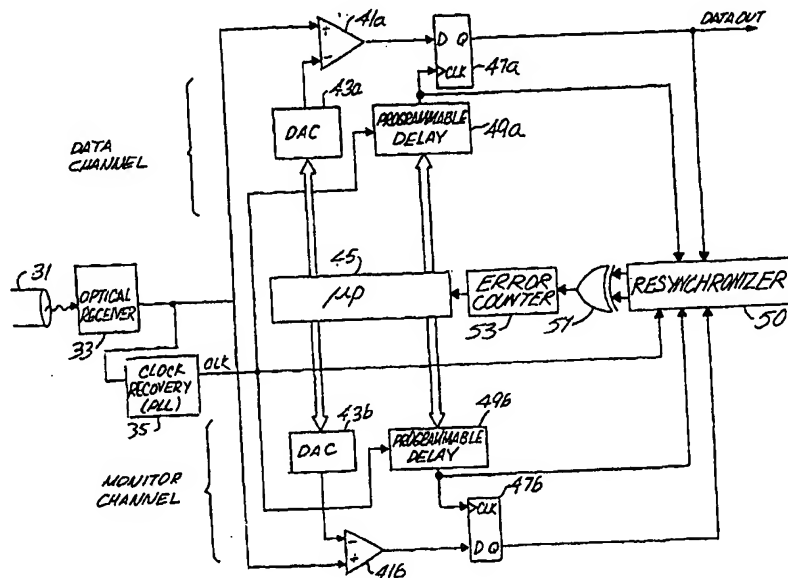 41a
+
-
D Q
CLK
47a
DATA OUT
43a
DAC
PROGRAMMABLE
DELAY
49a
DATA
CHANNEL
31
OPTICAL
RECEIVER
33
45
μp
ERROR
COUNTER
53
51
RESYNCHRONIZER
50
CLOCK
RECOVERY
(PLL)
CLK
35
43b
DAC
49b
PROGRAMMABLE
DELAY
MONITOR
CHANNEL
47b
CLK
D Q
-
+
41b